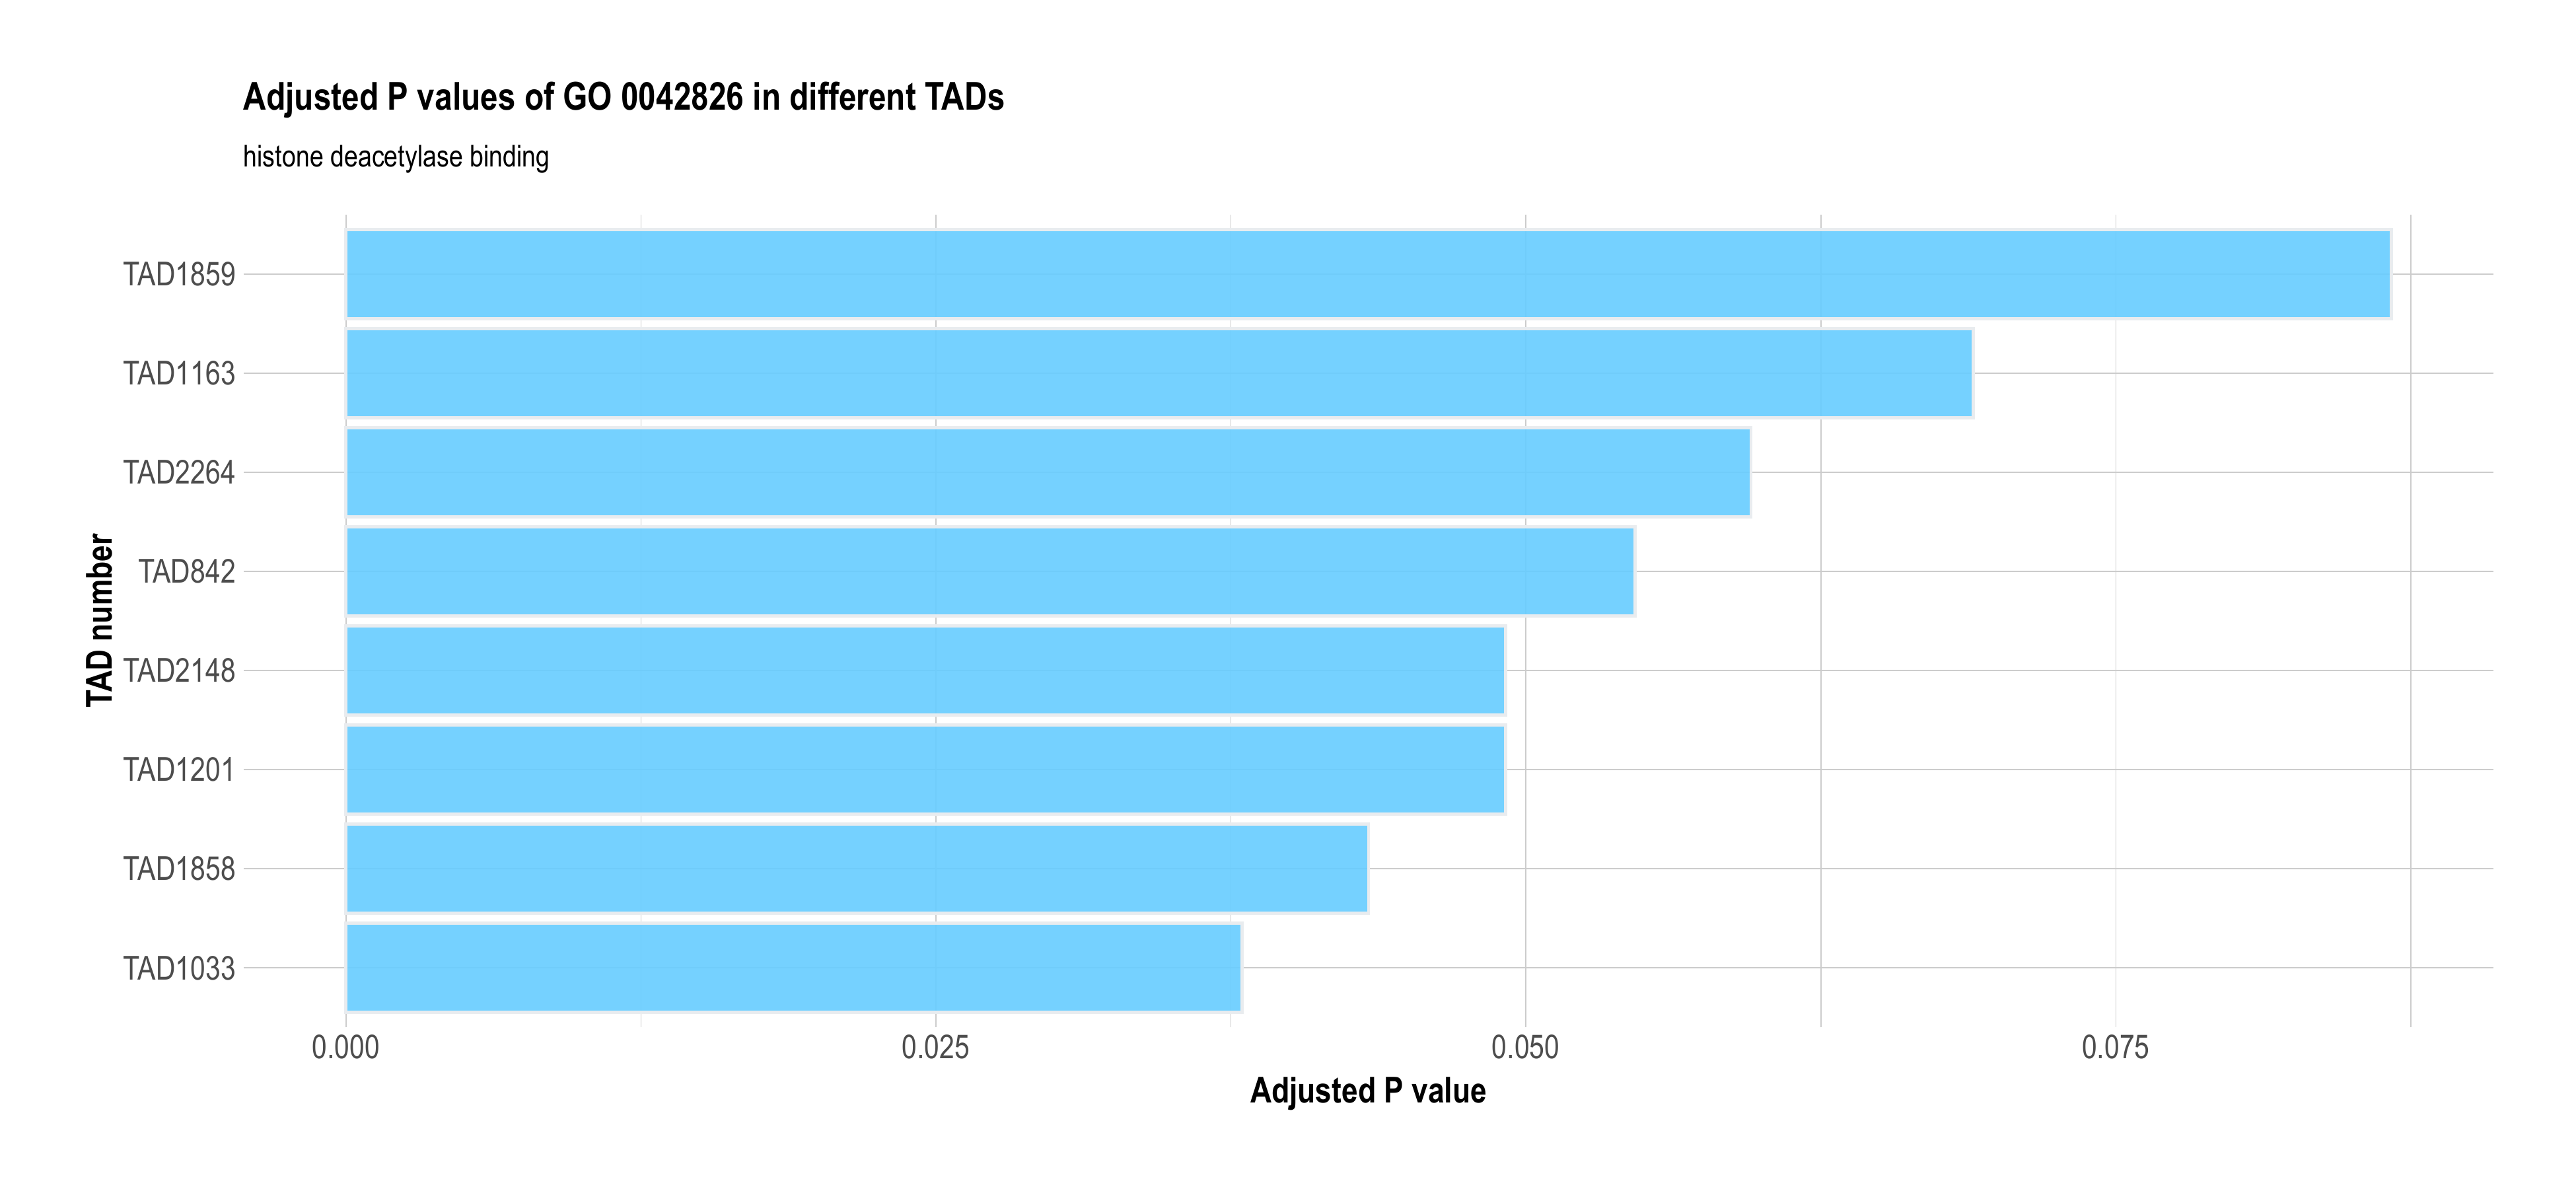 Adjusted P values of GO 0042826 in different TADs
histone deacetylase binding
TAD number
TAD1859
TAD1163
TAD2264
TAD842
TAD2148
TAD1201
TAD1858
TAD1033
0.000 0.025 0.050 0.075
Adjusted P value